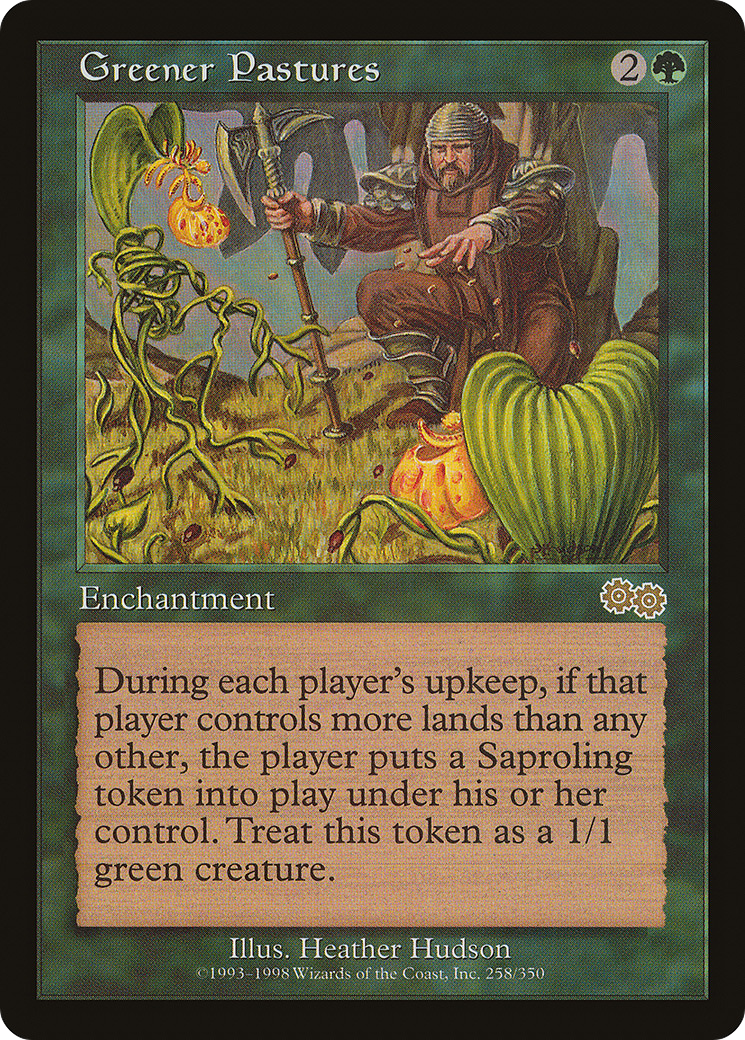 Greener Pastures 2
Enchantment
During each player's upkeep, if that
player controls more lands than any
other, the player puts a Saproling
token into play under his or her
control. Treat this token as a 1/1
green creature.
Illus. Heather Hudson
©1993–1998 Wizards of the Coast, Inc. 258/350